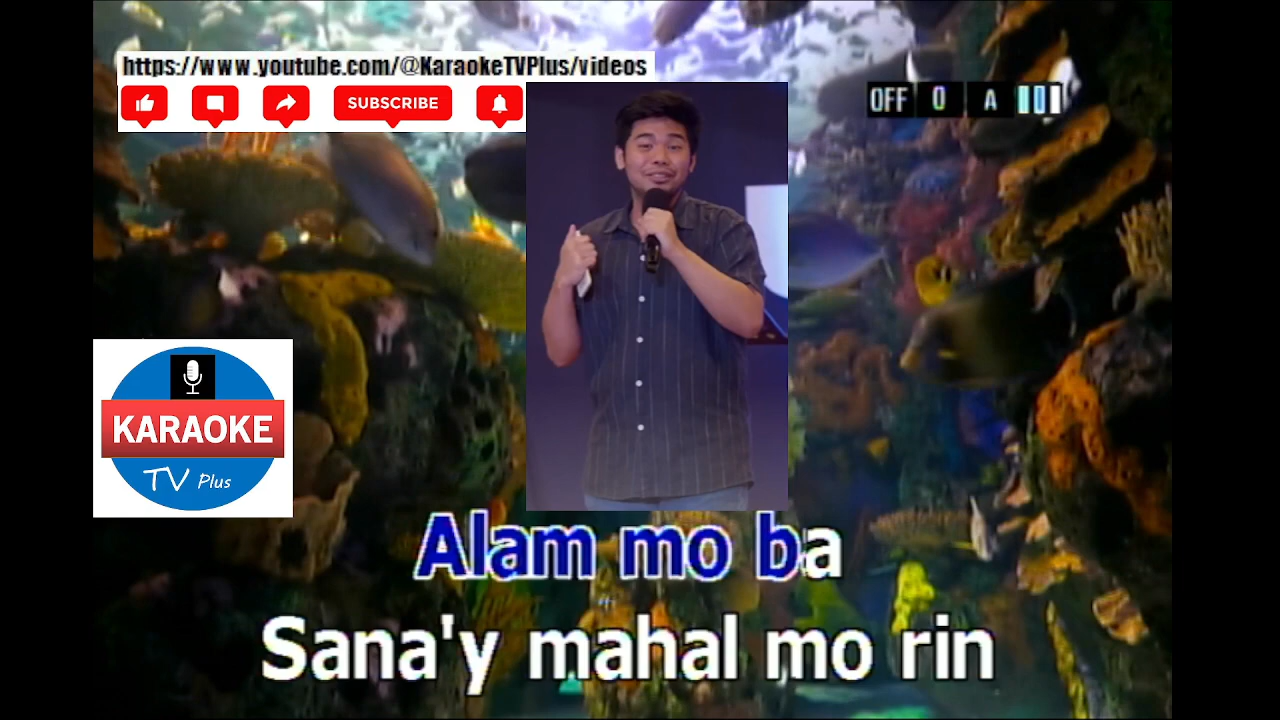 https://www.youtube.com/@KaraokeTVPlus/videos
SUBSCRIBE
OFF 0 A
KARAOKE
TV Plus
Alam mo ba
Sana'y mahal mo rin